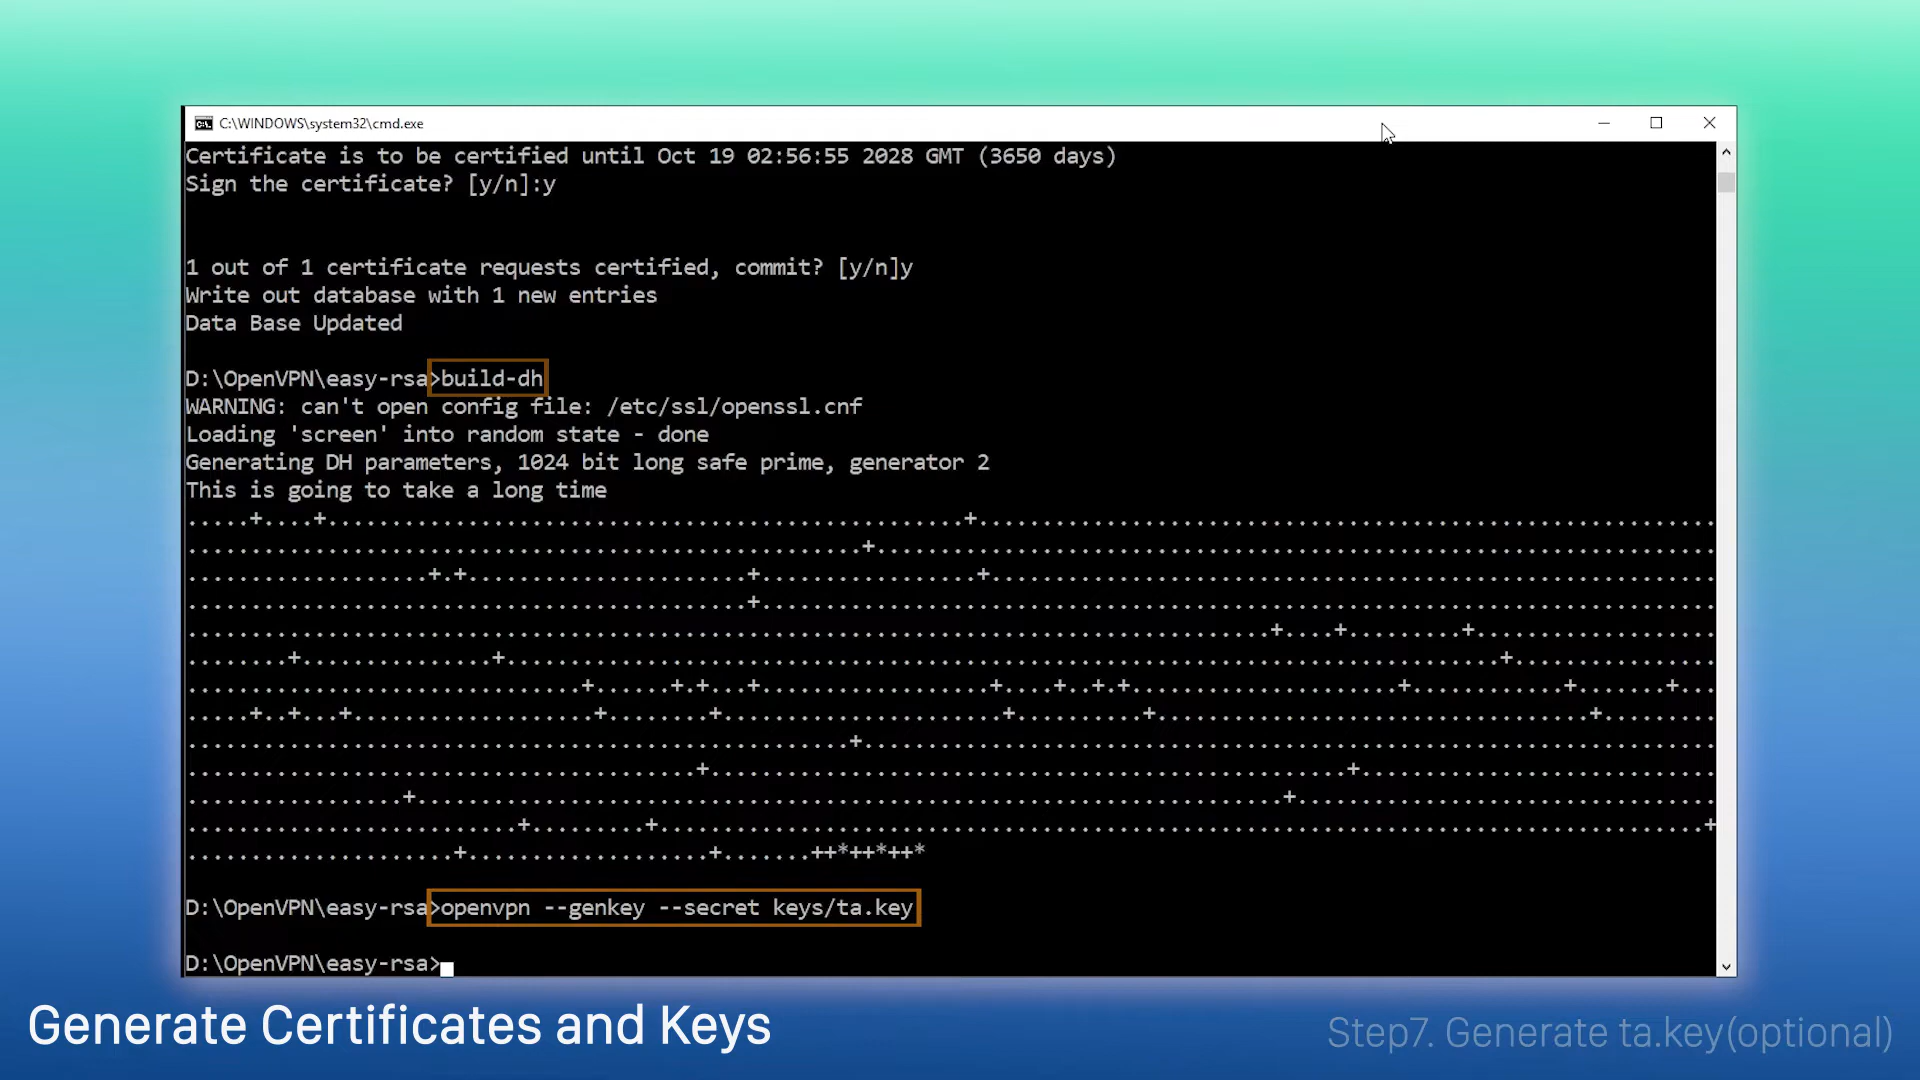 C:\WINDOWS\system32\cmd.exe
Certificate is to be certified until Oct 19 02:56:55 2028 GMT (3650 days)
Sign the certificate? [y/n]:y
1 out of 1 certificate requests certified, commit? [y/n]y
Write out database with 1 new entries
Data Base Updated
D:\OpenVPN\easy-rsa>build-dh
WARNING: can't open config file: /etc/ssl/openssl.cnf
Loading 'screen' into random state - done
Generating DH parameters, 1024 bit long safe prime, generator 2
This is going to take a long time
D:\OpenVPN\easy-rsa>openvpn --genkey --secret keys/ta.key
D:\OpenVPN\easy-rsa>
Generate Certificates and Keys
Step7. Generate ta.key(optional)